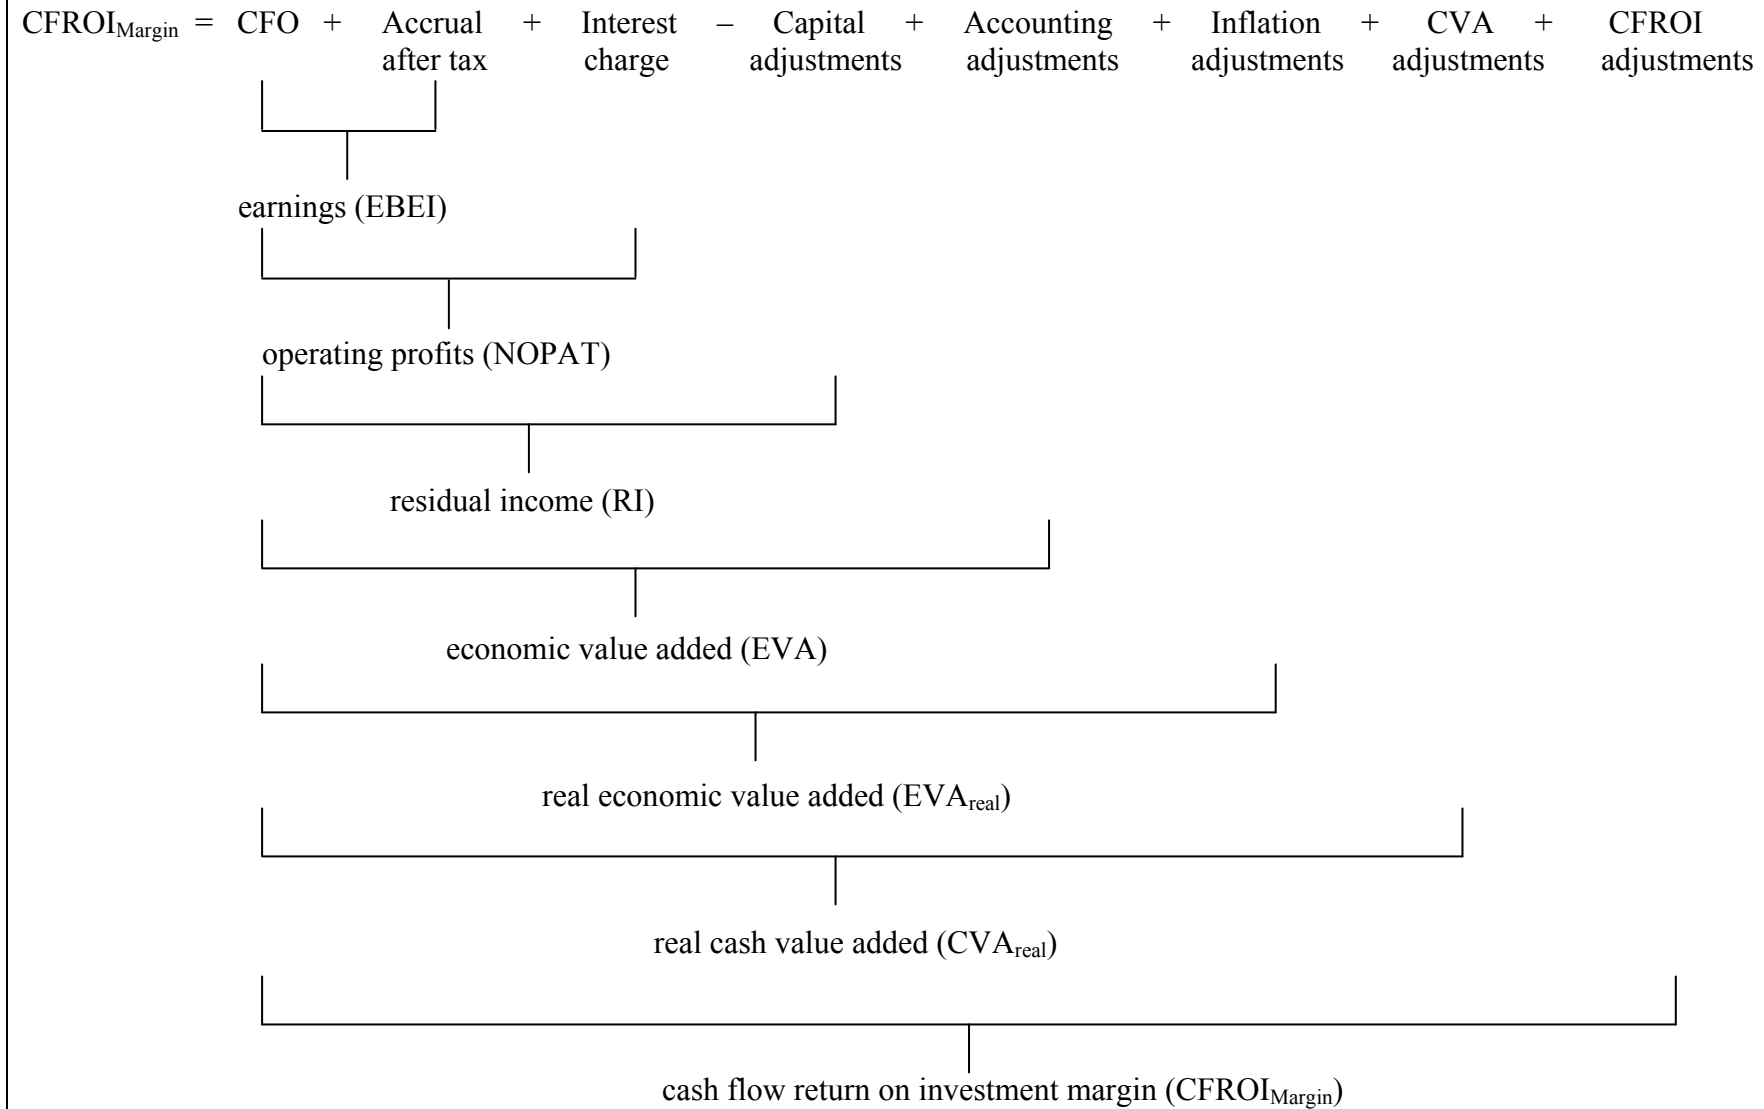 CFROIMargin = CFO + Accrual + Interest – Capital + Accounting + Inflation + CVA + CFROI
after tax charge adjustments adjustments adjustments adjustments adjustments
earnings (EBEI)
operating profits (NOPAT)
residual income (RI)
economic value added (EVA)
real economic value added (EVAreal)
real cash value added (CVAreal)
cash flow return on investment margin (CFROIMargin)